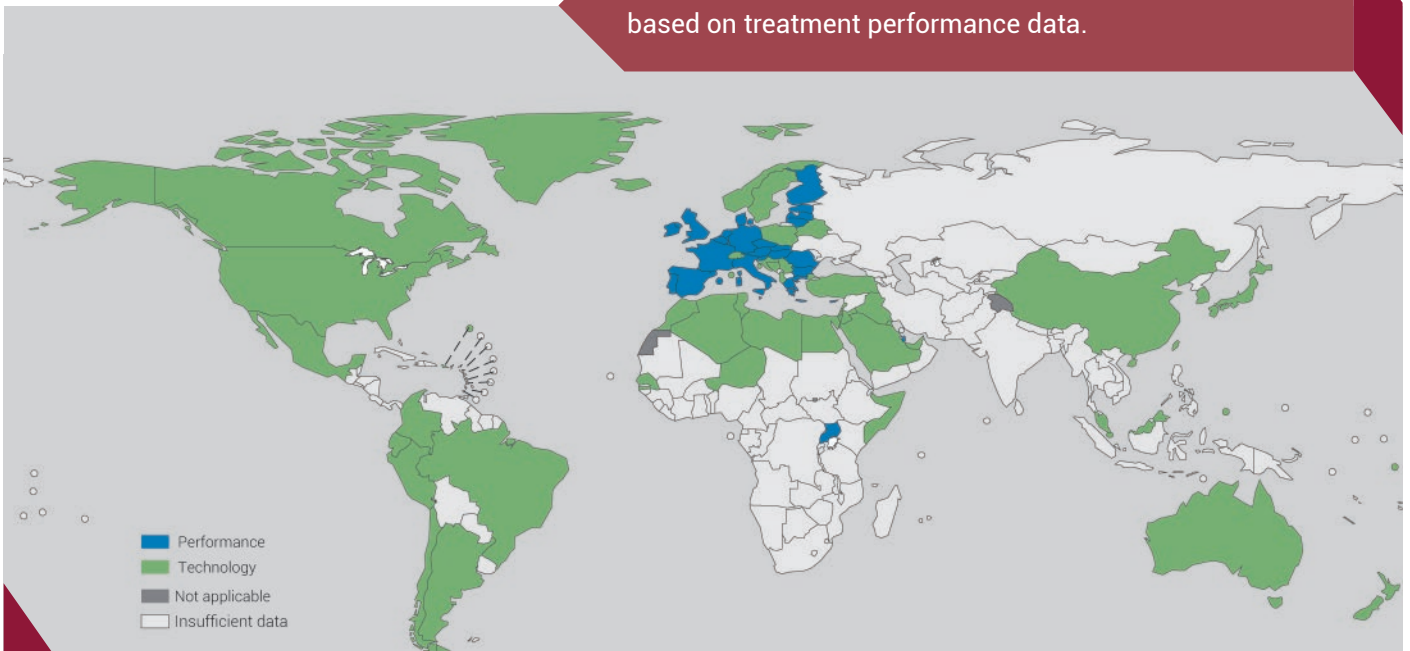 based on treatment performance data.
Performance
Technology
Not applicable
Insufficient data